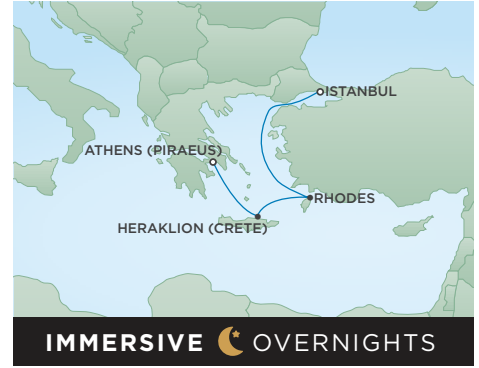 ISTANBUL
ATHENS (PIRAEUS)
RHODES
HERAKLION (CRETE)
IMMERSIVE OVERNIGHTS